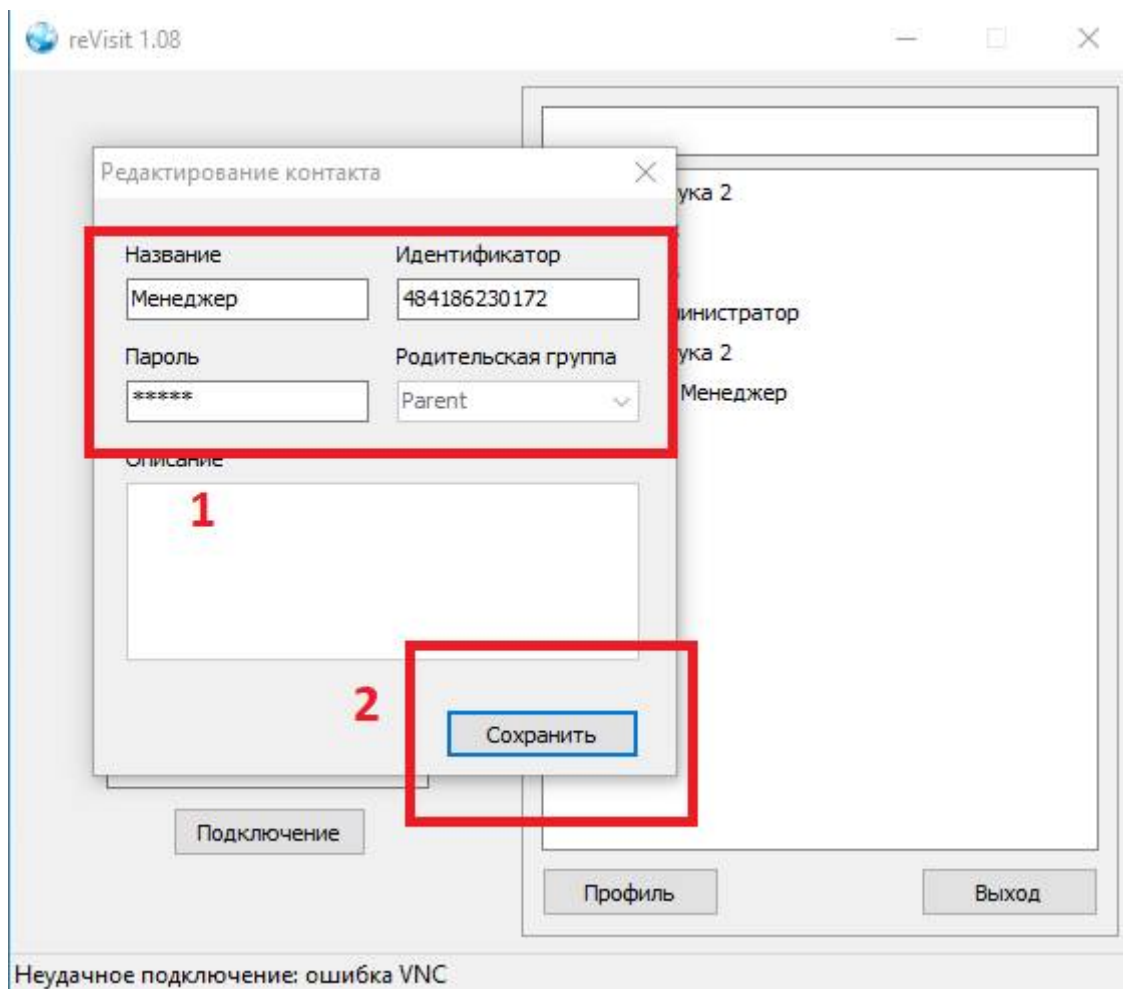 reVisit 1.08
Редактирование контакта
Название
Идентификатор
Менеджер
484186230172
Пароль
Родительская группа
*****
Parent
Описание
1
2
Сохранить
ука 2
инистратор
ука 2
Менеджер
Подключение
Профиль
Выход
Неудачное подключение: ошибка VNC